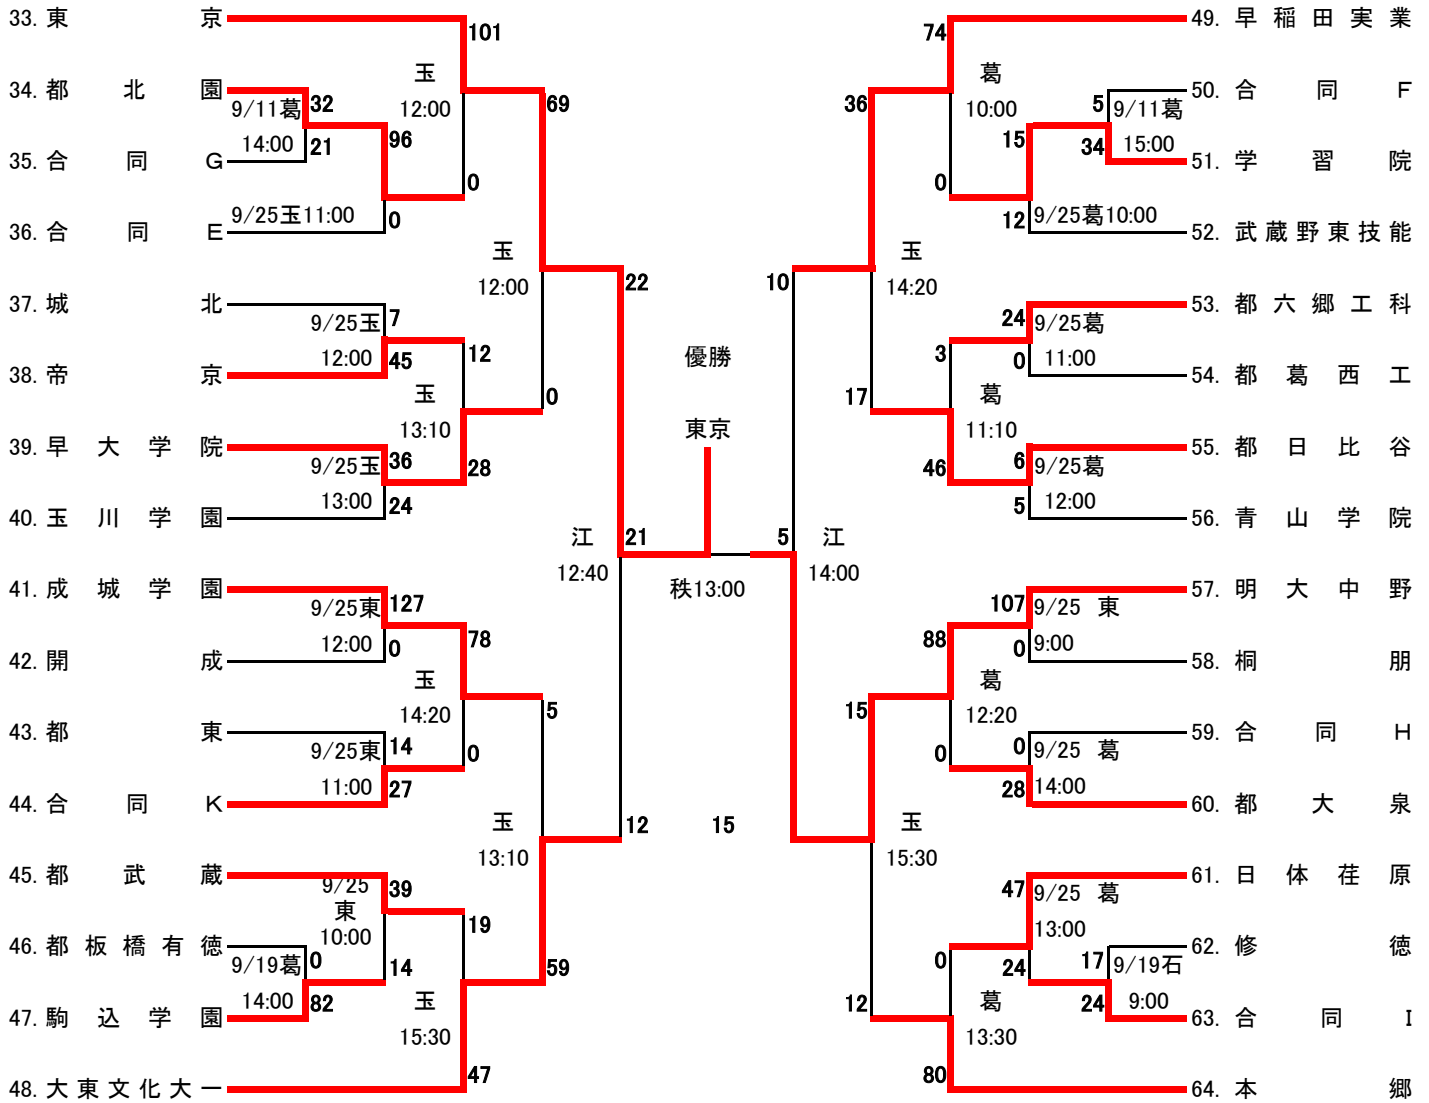 33. 東京
101
34. 都北園
9/11葛
14:00
32
21
96
玉
12:00
69
35. 合同G
0
36. 合同E
9/25玉11:00
0
玉
12:00
22
37. 城北
9/25玉
12:00
7
45
12
38. 帝京
玉
13:10
0
39. 早大学院
9/25玉
13:00
36
24
28
40. 玉川学園
江
12:40
21
41. 成城学園
9/25東
12:00
127
0
78
42. 開成
玉
14:20
5
43. 都東
9/25東
11:00
14
27
0
44. 合同K
玉
13:10
12
45. 都武蔵
9/25
東
10:00
39
14
19
46. 都板橋有徳
9/19葛
14:00
0
82
59
47. 駒込学園
玉
15:30
48. 大東文化大一
47
優勝
東京
秩13:00
15
49. 早稲田実業
74
葛
10:00
36
50. 合同F
5
9/11葛
15:00
34
15
51. 学習院
0
52. 武蔵野東技能
12
9/25葛10:00
玉
14:20
10
53. 都六郷工科
24
9/25葛
11:00
0
3
54. 都葛西工
葛
11:10
17
55. 都日比谷
6
9/25葛
12:00
5
46
56. 青山学院
江
14:00
5
57. 明大中野
107
9/25 東
9:00
0
88
58. 桐朋
葛
12:20
15
59. 合同H
0
9/25 葛
14:00
28
0
60. 都大泉
玉
15:30
61. 日体荏原
47
9/25 葛
13:00
24
0
62. 修徳
17
9/19石
9:00
24
63. 合同I
葛
13:30
12
64. 本郷
80